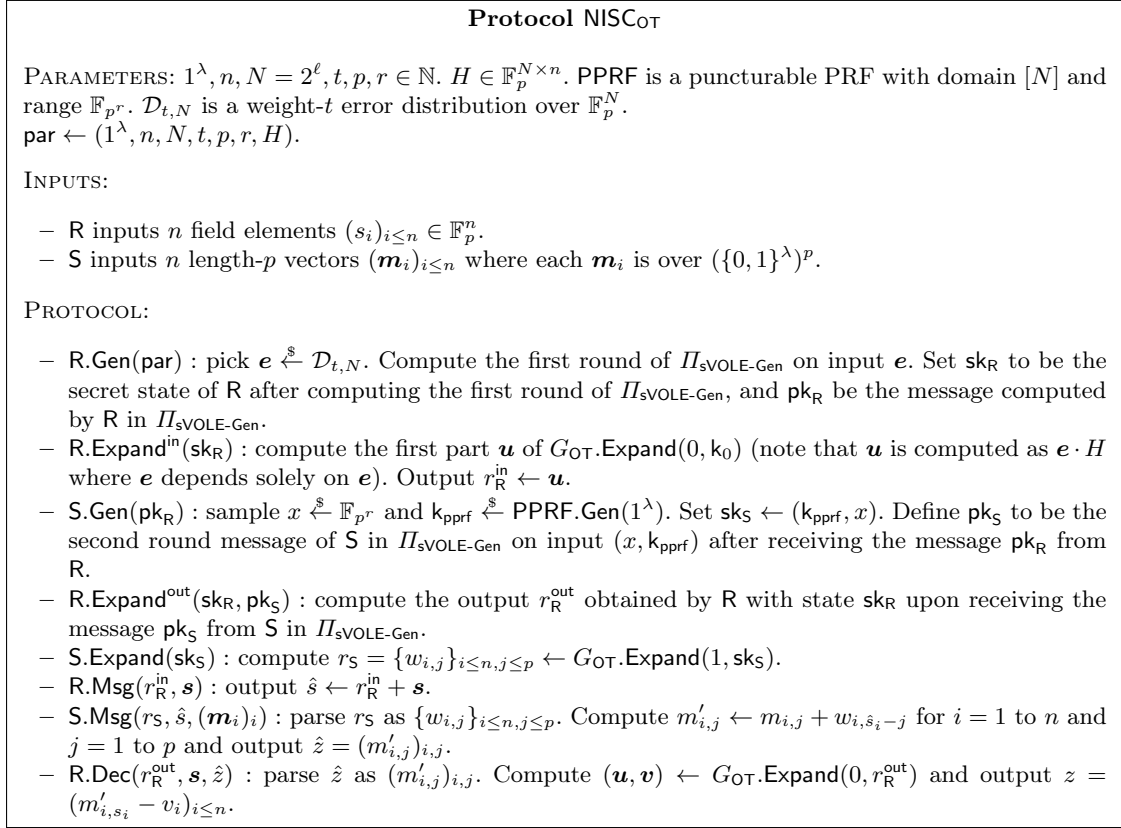 Protocol NISC_OT
PARAMETERS: 1^λ, n, N = 2^ℓ, t, p, r ∈ ℕ. H ∈ 𝔽_p^{N×n}. PPRF is a puncturable PRF with domain [N] and
range 𝔽_{p^r}. 𝒟_{t,N} is a weight-t error distribution over 𝔽_p^N.
par ← (1^λ, n, N, t, p, r, H).
INPUTS:
– R inputs n field elements (s_i)_{i≤n} ∈ 𝔽_p^n.
– S inputs n length-p vectors (𝒎_i)_{i≤n} where each 𝒎_i is over ({0, 1}^λ)^p.
PROTOCOL:
– R.Gen(par) : pick 𝒆 ←$ 𝒟_{t,N}. Compute the first round of Π_{sVOLE-Gen} on input 𝒆. Set sk_R to be the
secret state of R after computing the first round of Π_{sVOLE-Gen}, and pk_R be the message computed
by R in Π_{sVOLE-Gen}.
– R.Expand^{in}(sk_R) : compute the first part 𝒖 of G_OT.Expand(0, k_0) (note that 𝒖 is computed as 𝒆 · H
where 𝒆 depends solely on 𝒆). Output r_R^{in} ← 𝒖.
– S.Gen(pk_R) : sample x ←$ 𝔽_{p^r} and k_pprf ←$ PPRF.Gen(1^λ). Set sk_S ← (k_pprf, x). Define pk_S to be the
second round message of S in Π_{sVOLE-Gen} on input (x, k_pprf) after receiving the message pk_R from
R.
– R.Expand^{out}(sk_R, pk_S) : compute the output r_R^{out} obtained by R with state sk_R upon receiving the
message pk_S from S in Π_{sVOLE-Gen}.
– S.Expand(sk_S) : compute r_S = {w_{i,j}}_{i≤n,j≤p} ← G_OT.Expand(1, sk_S).
– R.Msg(r_R^{in}, 𝒔) : output ŝ ← r_R^{in} + 𝒔.
– S.Msg(r_S, ŝ, (𝒎_i)_i) : parse r_S as {w_{i,j}}_{i≤n,j≤p}. Compute m′_{i,j} ← m_{i,j} + w_{i,ŝ_i−j} for i = 1 to n and
j = 1 to p and output ẑ = (m′_{i,j})_{i,j}.
– R.Dec(r_R^{out}, 𝒔, ẑ) : parse ẑ as (m′_{i,j})_{i,j}. Compute (𝒖, 𝒗) ← G_OT.Expand(0, r_R^{out}) and output z =
(m′_{i,s_i} − v_i)_{i≤n}.